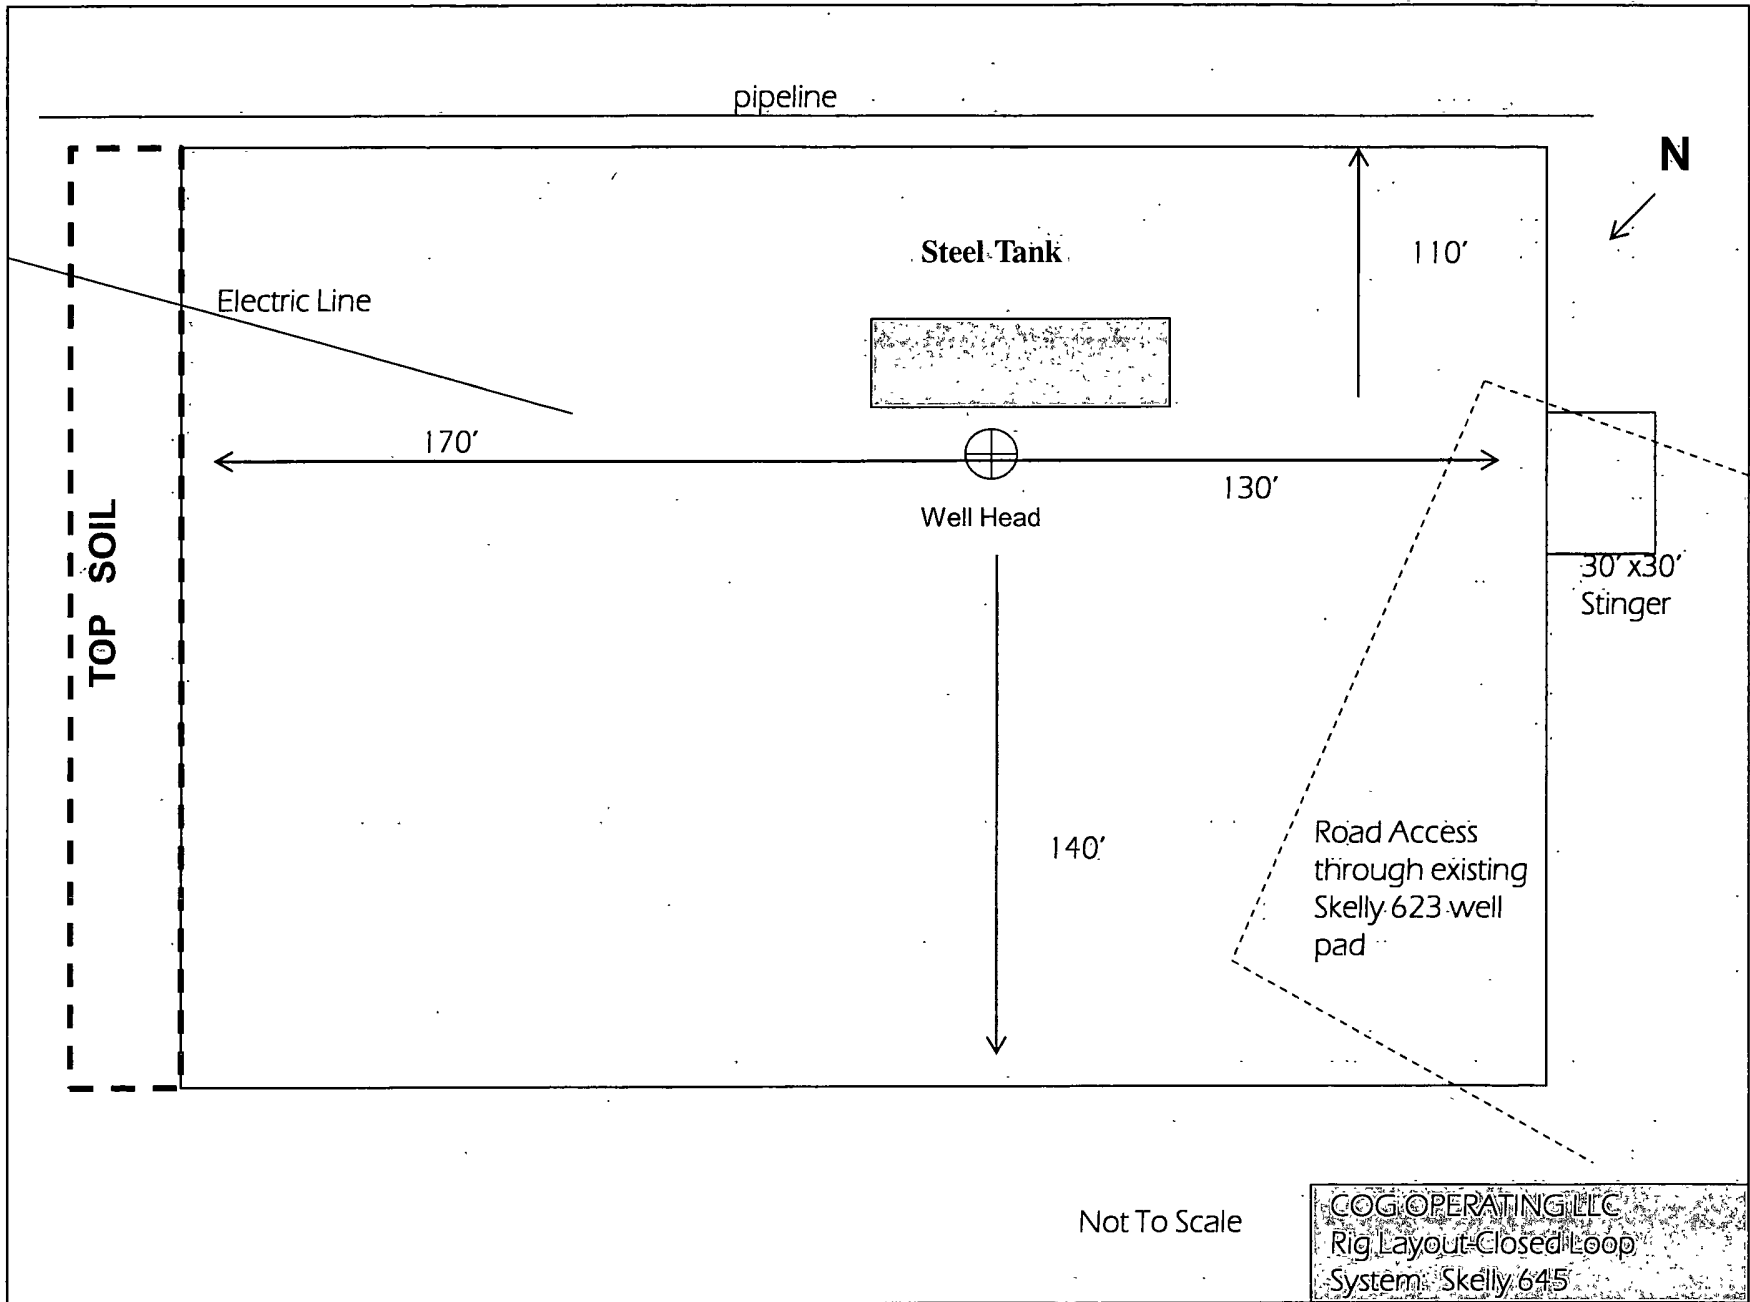 pipeline
N
Steel Tank
110'
Electric Line
170'
130'
Well Head
TOP SOIL
30'x30'
Stinger
140'
Road Access
through existing
Skelly 623 well
pad
Not To Scale
COG OPERATING LLC
Rig Layout-Closed Loop
System: Skelly 645